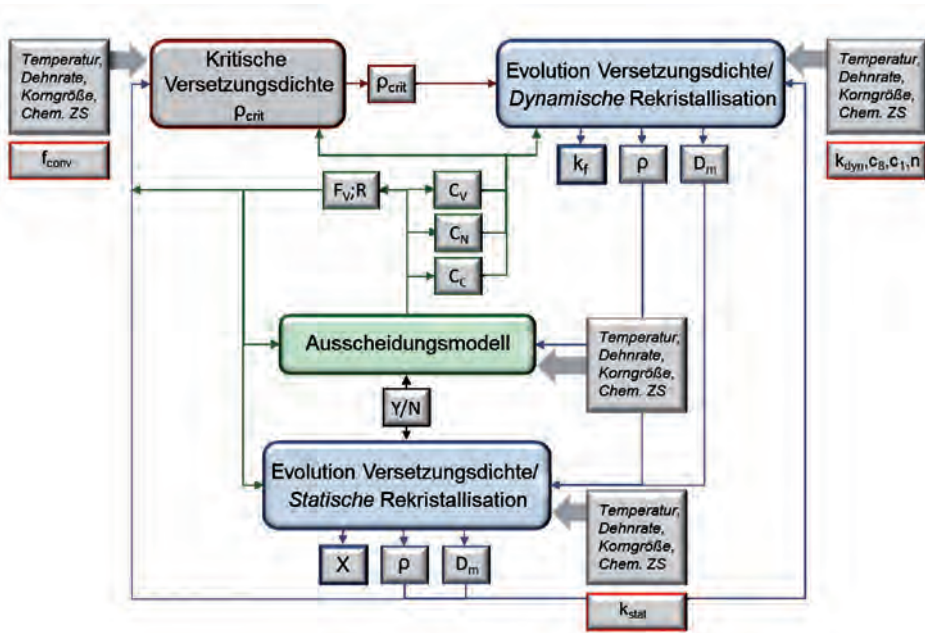 Temperatur,
Dehnrate,
Korngröße,
Chem. ZS
f_conv
Kritische
Versetzungsdichte
ρ_crit
ρ_crit
Evolution Versetzungsdichte/
Dynamische Rekristallisation
Temperatur,
Dehnrate,
Korngröße,
Chem. ZS
k_dyn,c_8,c_1,n
k_f
ρ
D_m
F_V;R
C_V
C_N
C_C
Ausscheidungsmodell
Temperatur,
Dehnrate,
Korngröße,
Chem. ZS
Y/N
Evolution Versetzungsdichte/
Statische Rekristallisation
Temperatur,
Dehnrate,
Korngröße,
Chem. ZS
X
ρ
D_m
k_stat